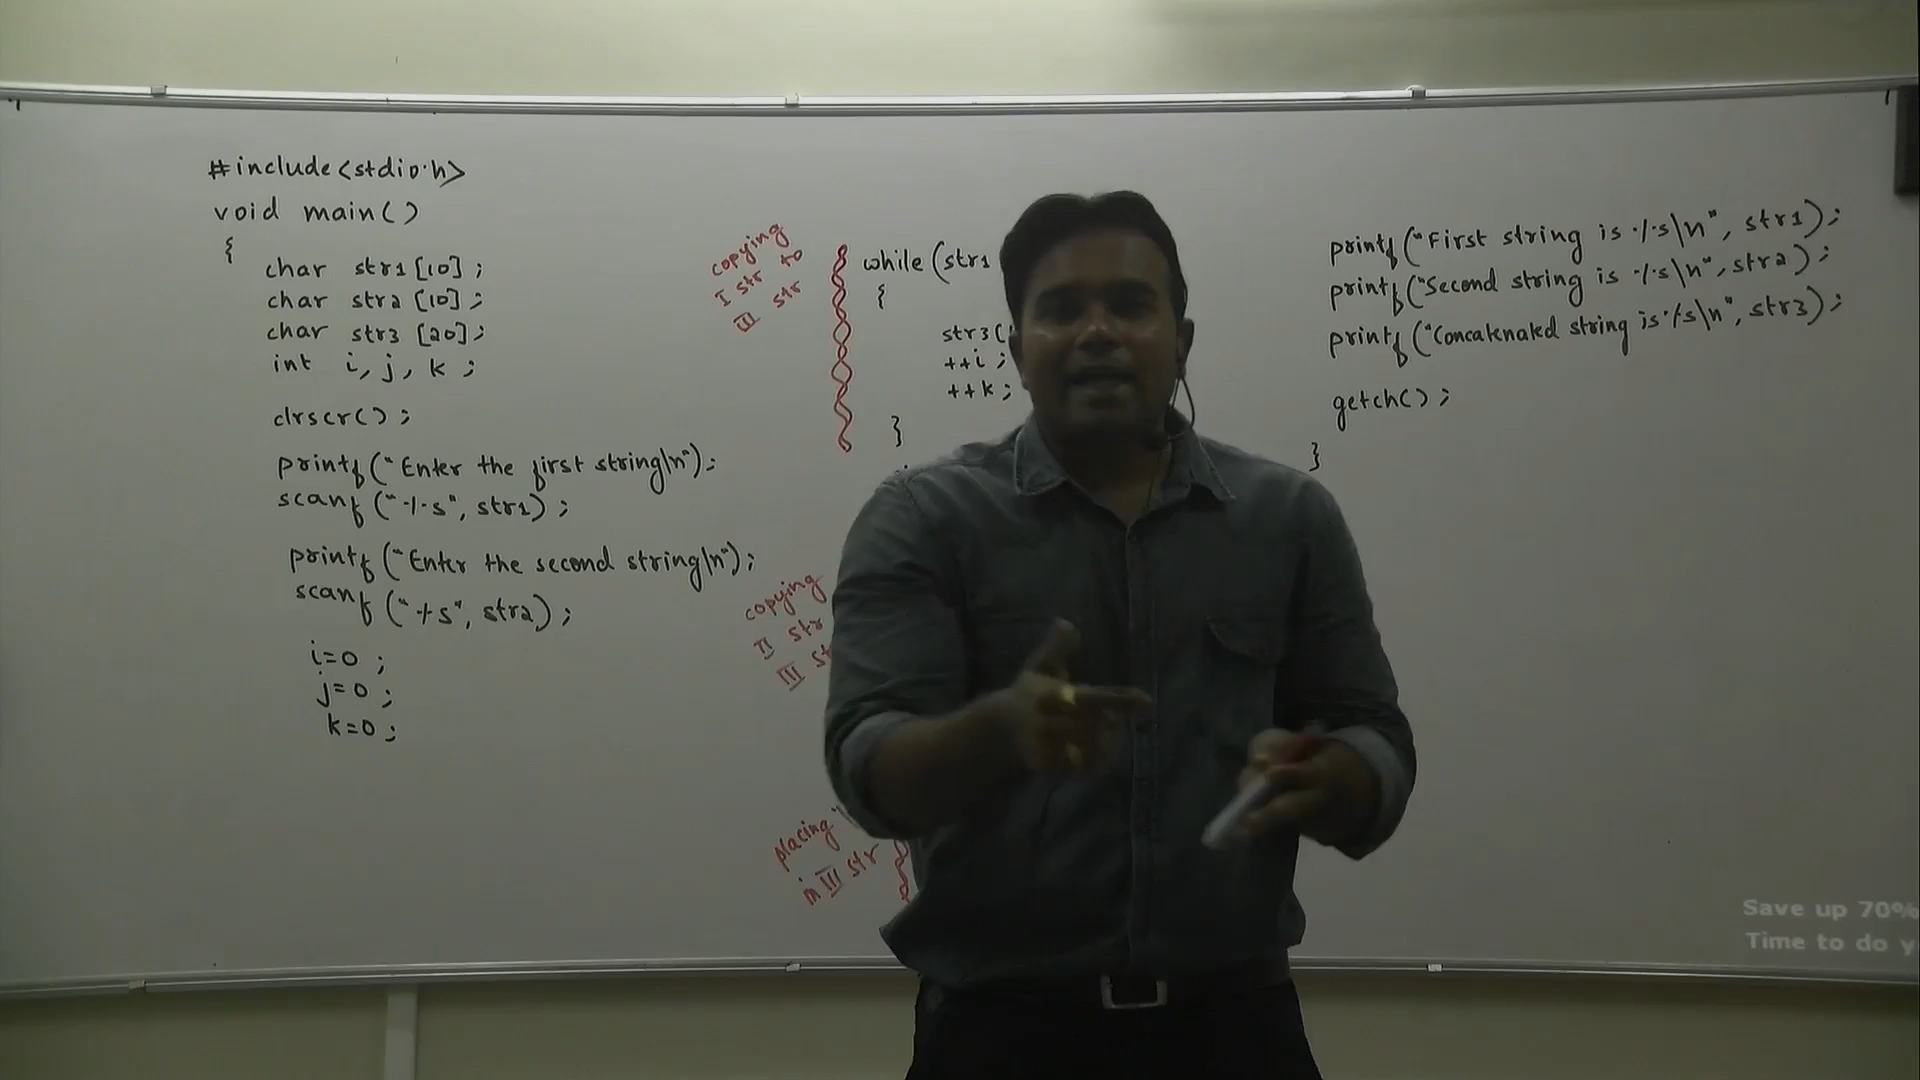 #include<stdio.h>
void main()
{
char str1[10];
char str2[10];
char str3[20];
int i, j, k ;
clrscr();
printf("Enter the first string\n");
scanf("%s", str1);
printf("Enter the second string\n");
scanf("%s", str2);
i=0 ;
j=0 ;
k=0 ;
copying
I str to
III str
while (str1
{
str3[
++i ;
++k ;
}
copying
II str
III
placing
in III str
printf("First string is %s\n", str1);
printf("Second string is %s\n", str2);
printf("Concatenated string is %s\n", str3);
getch();
}
Save up 70%
Time to do